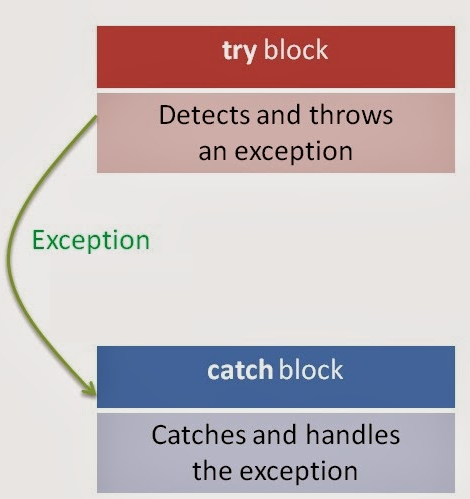 try block
Detects and throws
an exception
Exception
catch block
Catches and handles
the exception